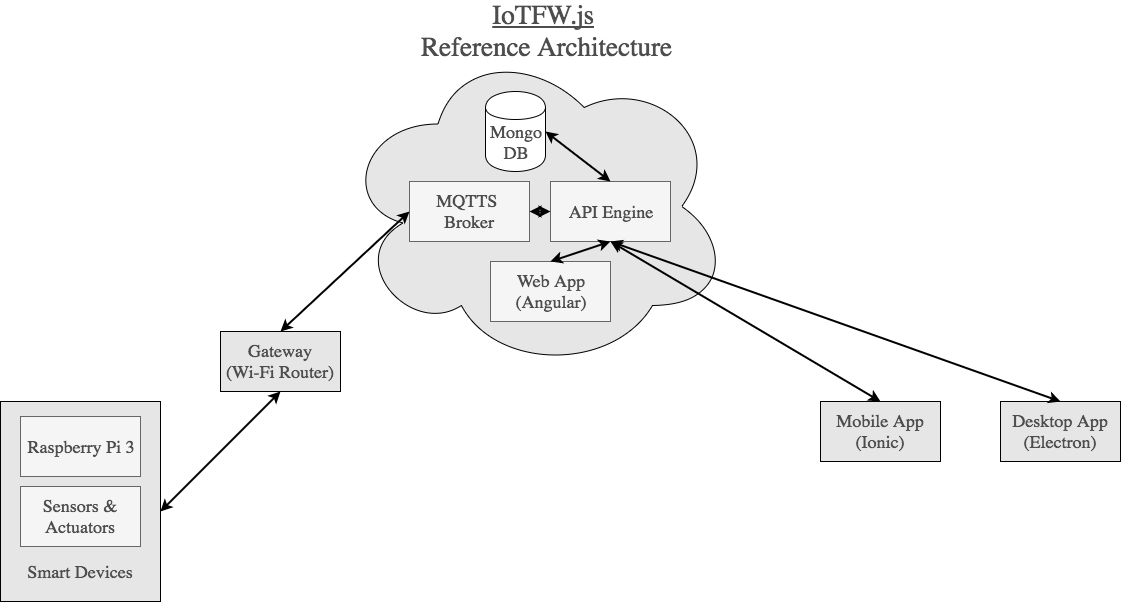 IoTFW.js
Reference Architecture
Mongo
DB
MQTTS
Broker
API Engine
Web App
(Angular)
Gateway
(Wi-Fi Router)
Raspberry Pi 3
Sensors &
Actuators
Smart Devices
Mobile App
(Ionic)
Desktop App
(Electron)